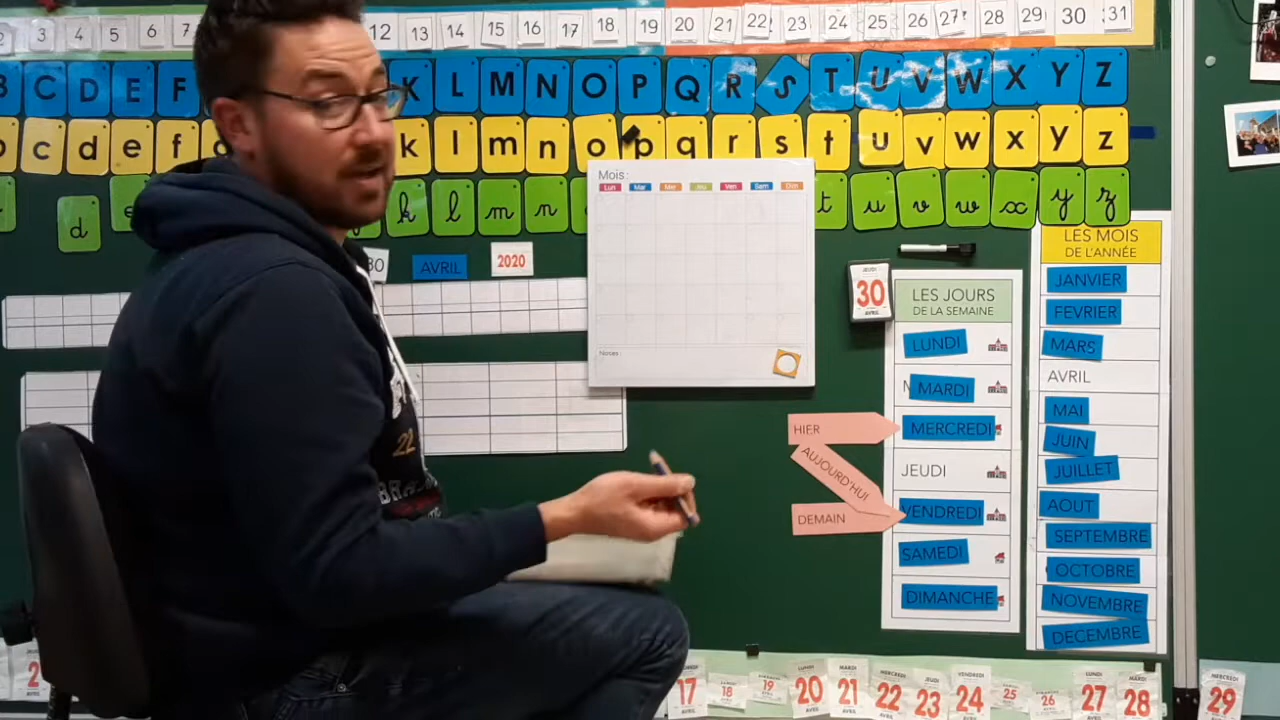 2 3 4 5 6 7 12 13 14 15 16 17 18 19 20 21 22 23 24 25 26 27 28 29 30 31
C D E F K L M N O P Q R S T U V W X Y Z
c d e f k l m n o p q r s t u v w x y z
d k l m n t u v w x y z
30 AVRIL 2020
Mois :
Lun Mar Mer Jeu Ven Sam Dim
Notes :
JEUDI
30
AVRIL
LES JOURS
DE LA SEMAINE
LUNDI
MARDI
MERCREDI
JEUDI
VENDREDI
SAMEDI
DIMANCHE
HIER
AUJOURD'HUI
DEMAIN
LES MOIS
DE L'ANNÉE
JANVIER
FEVRIER
MARS
AVRIL
MAI
JUIN
JUILLET
AOUT
SEPTEMBRE
OCTOBRE
NOVEMBRE
DECEMBRE
22
17 18 19 20 21 22 23 24 25 26 27 28 29